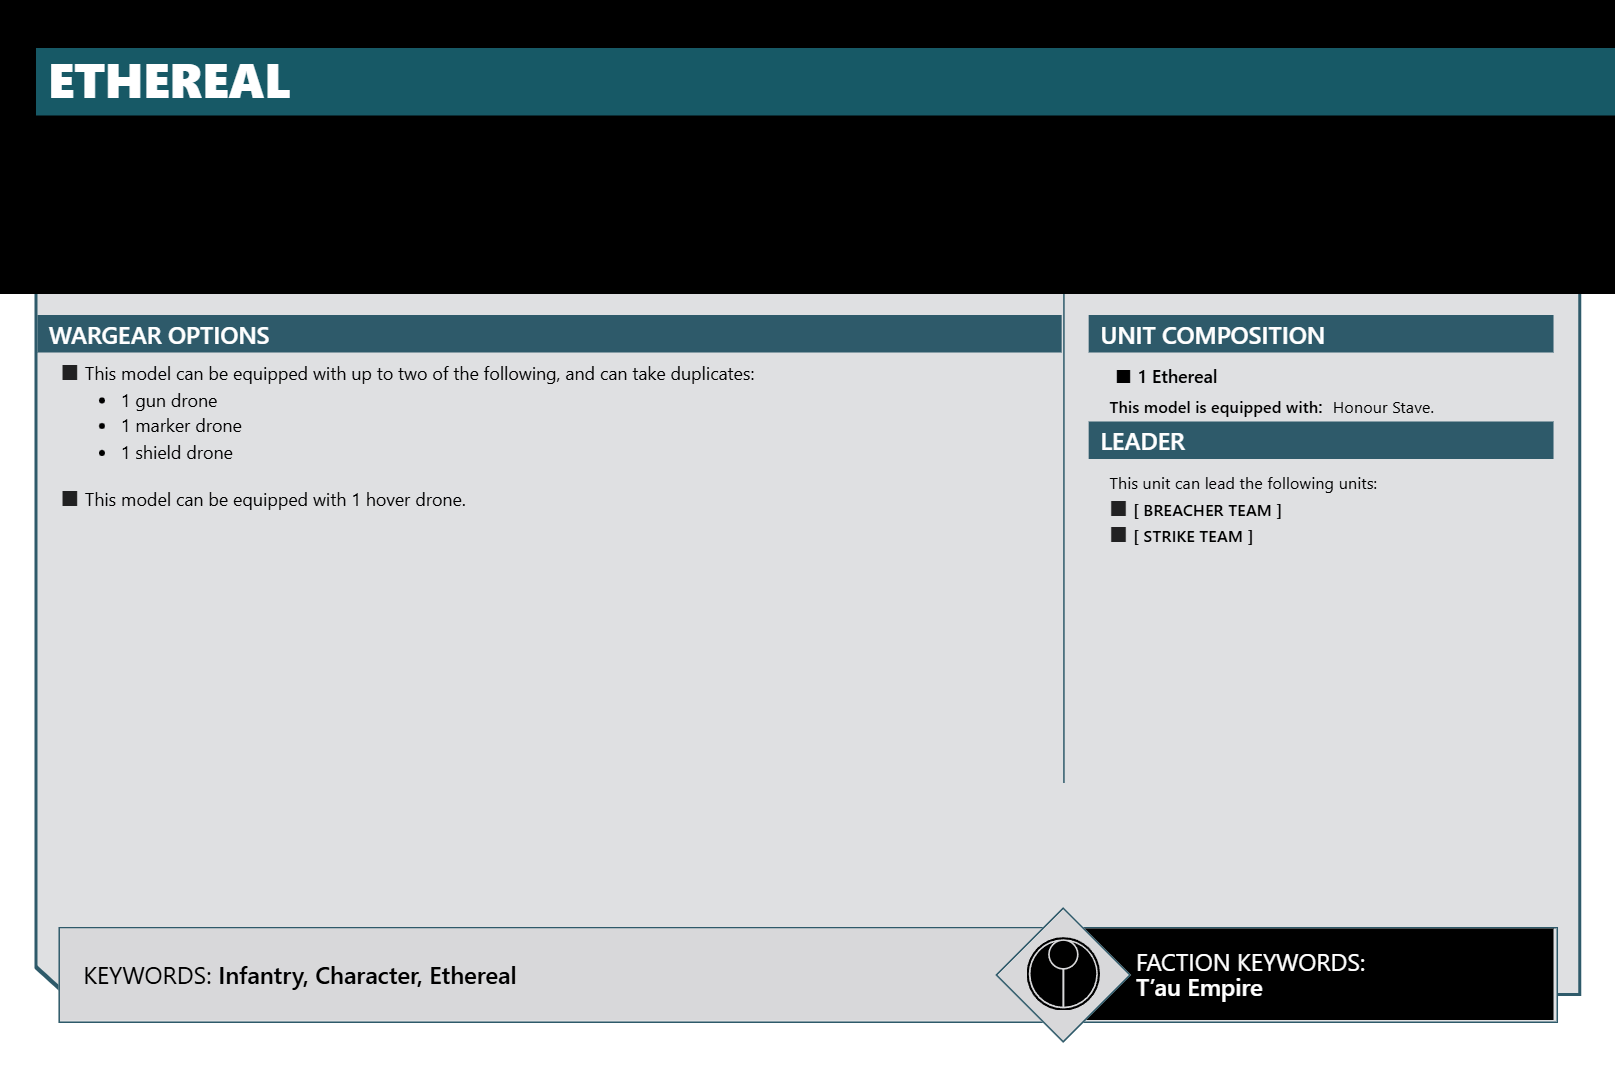 ETHEREAL
WARGEAR OPTIONS
■ This model can be equipped with up to two of the following, and can take duplicates:
• 1 gun drone
• 1 marker drone
• 1 shield drone
■ This model can be equipped with 1 hover drone.
UNIT COMPOSITION
■ 1 Ethereal
This model is equipped with: Honour Stave.
LEADER
This unit can lead the following units:
■ [ BREACHER TEAM ]
■ [ STRIKE TEAM ]
KEYWORDS: Infantry, Character, Ethereal
FACTION KEYWORDS:
T’au Empire